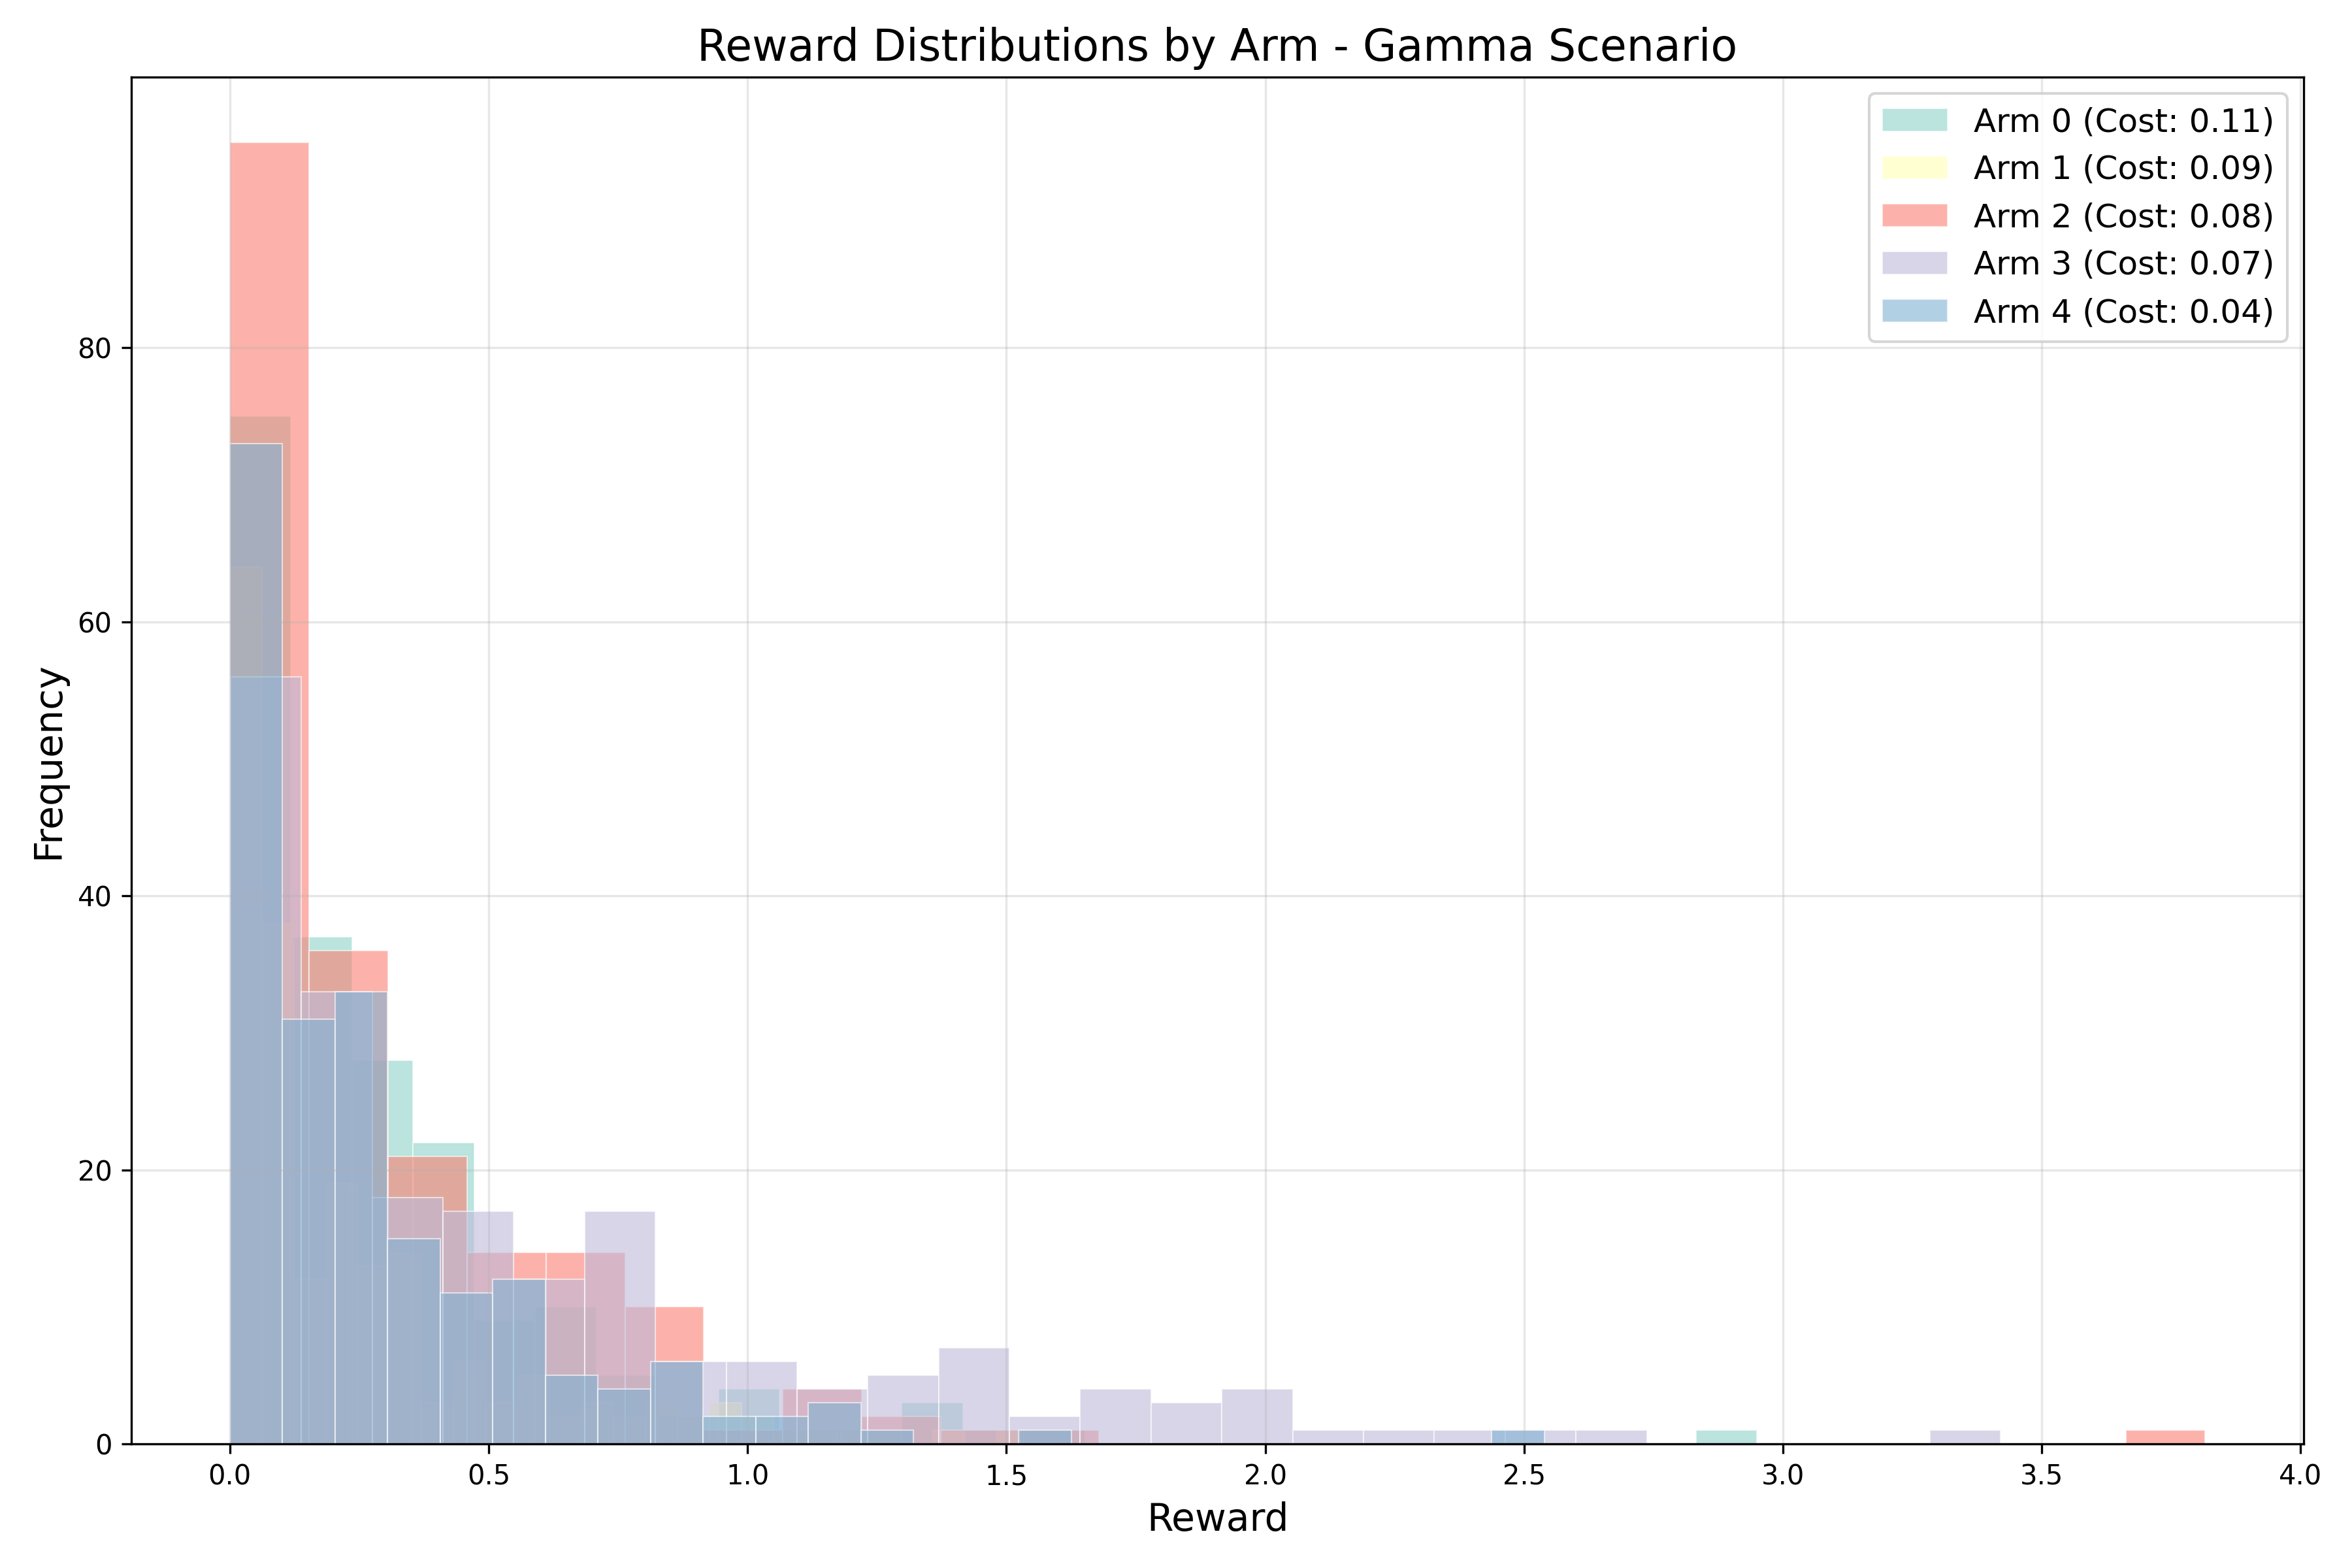 Reward Distributions by Arm - Gamma Scenario
Arm 0 (Cost: 0.11)
Arm 1 (Cost: 0.09)
Arm 2 (Cost: 0.08)
Arm 3 (Cost: 0.07)
Arm 4 (Cost: 0.04)
80
60
40
20
0
Frequency
0.0 0.5 1.0 1.5 2.0 2.5 3.0 3.5 4.0
Reward